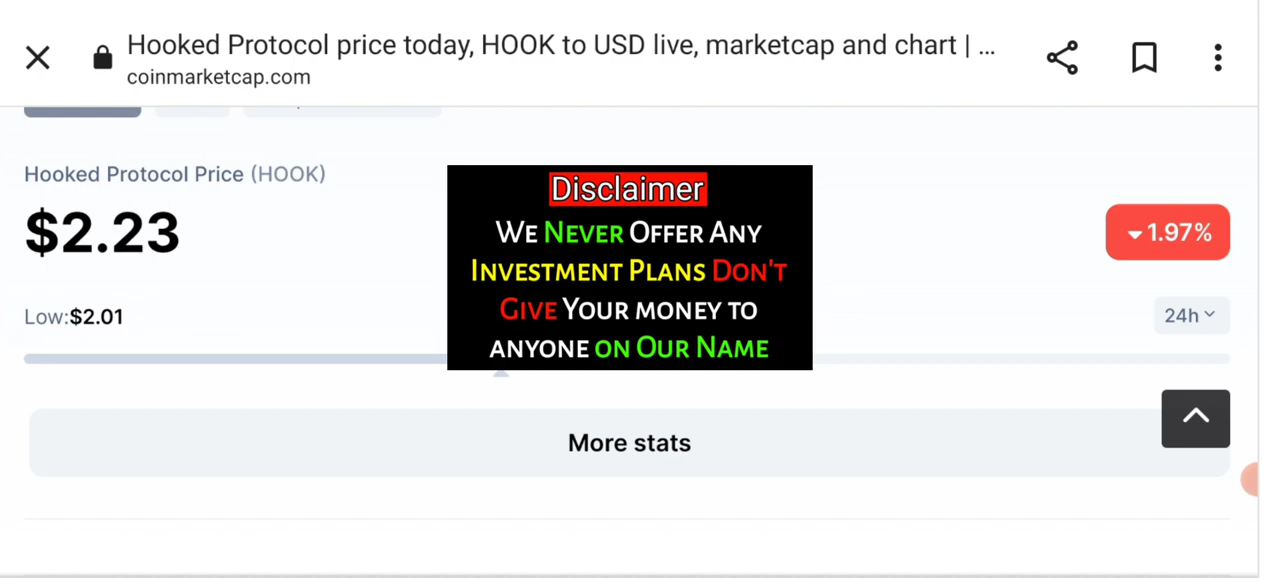 Hooked Protocol price today, HOOK to USD live, marketcap and chart | ...
coinmarketcap.com
Hooked Protocol Price (HOOK)
$2.23
1.97%
Low:$2.01
24h
Disclaimer
We Never Offer Any
Investment Plans Don't
Give Your money to
anyone on Our Name
More stats